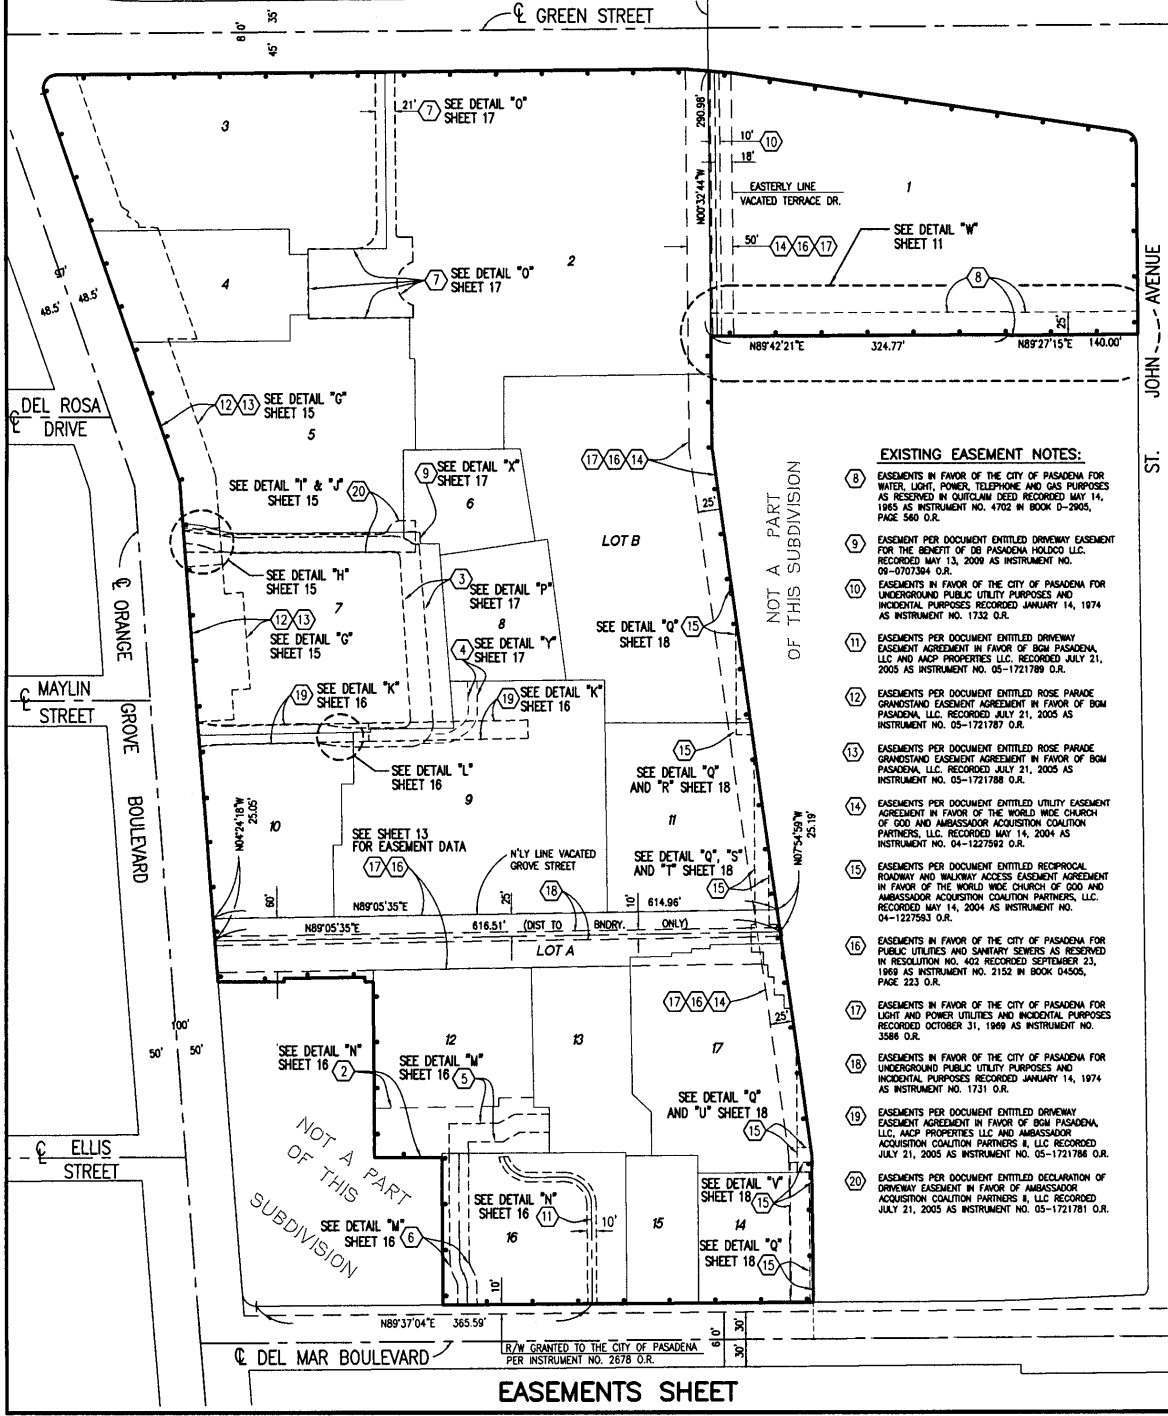 ℄ GREEN STREET
80'
35'
45'
3
21' 7 SEE DETAIL "O"
SHEET 17
290.98'
N00°32'44"W
10' 10
18'
EASTERLY LINE
VACATED TERRACE DR.
1
50' 14 16 17
SEE DETAIL "W"
SHEET 11
2
4
7 SEE DETAIL "O"
SHEET 17
8
25'
N89°42'21"E 324.77' N89°27'15"E 140.00'
ST. JOHN AVENUE
97'
48.5' 48.5'
℄ DEL ROSA
DRIVE
12 13 SEE DETAIL "G"
SHEET 15
5
17 16 14
25'
9 SEE DETAIL "X"
SHEET 17
6
SEE DETAIL "I" & "J"
SHEET 15 20
LOT B
NOT A PART
OF THIS SUBDIVISION
SEE DETAIL "H"
SHEET 15
7
12 13
SEE DETAIL "G"
SHEET 15
3
SEE DETAIL "P"
SHEET 17
8
4 SEE DETAIL "Y"
SHEET 17
SEE DETAIL "Q"
SHEET 18 15
℄ ORANGE
GROVE
BOULEVARD
℄ MAYLIN
STREET
19 SEE DETAIL "K"
SHEET 16
19 SEE DETAIL "K"
SHEET 16
SEE DETAIL "L"
SHEET 16
9
15
SEE DETAIL "Q"
AND "R" SHEET 18
11
10
N04°24'18"W
25.05'
SEE SHEET 13
FOR EASEMENT DATA
17 16
N'LY LINE VACATED
GROVE STREET
18
SEE DETAIL "Q", "S"
AND "T" SHEET 18
15
N07°54'59"W
25.19'
60'
25'
10'
N89°05'35"E 614.96'
N89°05'35"E 616.51' (DIST TO BNDRY. ONLY)
LOT A
17 16 14
25'
100'
50' 50'
12
13
17
SEE DETAIL "N"
SHEET 16 2
SEE DETAIL "M"
SHEET 16 5
SEE DETAIL "Q"
AND "U" SHEET 18
15
℄ ELLIS
STREET
NOT A PART
OF THIS
SUBDIVISION
SEE DETAIL "N"
SHEET 16 11
10'
16
15
SEE DETAIL "V"
SHEET 18 15
14
SEE DETAIL "M"
SHEET 16 6
SEE DETAIL "Q"
SHEET 18 15
10'
N89°37'04"E 365.59'
℄ DEL MAR BOULEVARD
R/W GRANTED TO THE CITY OF PASADENA
PER INSTRUMENT NO. 2678 O.R.
60'
30'
30'
EXISTING EASEMENT NOTES:
8 EASEMENTS IN FAVOR OF THE CITY OF PASADENA FOR
WATER, LIGHT, POWER, TELEPHONE AND GAS PURPOSES
AS RESERVED IN QUITCLAIM DEED RECORDED MAY 14,
1965 AS INSTRUMENT NO. 4702 IN BOOK D-2905,
PAGE 560 O.R.
9 EASEMENT PER DOCUMENT ENTITLED DRIVEWAY EASEMENT
FOR THE BENEFIT OF DB PASADENA HOLDCO LLC.
RECORDED MAY 13, 2009 AS INSTRUMENT NO.
09-0707394 O.R.
10 EASEMENTS IN FAVOR OF THE CITY OF PASADENA FOR
UNDERGROUND PUBLIC UTILITY PURPOSES AND
INCIDENTAL PURPOSES RECORDED JANUARY 14, 1974
AS INSTRUMENT NO. 1732 O.R.
11 EASEMENTS PER DOCUMENT ENTITLED DRIVEWAY
EASEMENT AGREEMENT IN FAVOR OF BGM PASADENA,
LLC AND AACP PROPERTIES LLC. RECORDED JULY 21,
2005 AS INSTRUMENT NO. 05-1721789 O.R.
12 EASEMENTS PER DOCUMENT ENTITLED ROSE PARADE
GRANDSTAND EASEMENT AGREEMENT IN FAVOR OF BGM
PASADENA, LLC. RECORDED JULY 21, 2005 AS
INSTRUMENT NO. 05-1721787 O.R.
13 EASEMENTS PER DOCUMENT ENTITLED ROSE PARADE
GRANDSTAND EASEMENT AGREEMENT IN FAVOR OF BGM
PASADENA, LLC. RECORDED JULY 21, 2005 AS
INSTRUMENT NO. 05-1721788 O.R.
14 EASEMENTS PER DOCUMENT ENTITLED UTILITY EASEMENT
AGREEMENT IN FAVOR OF THE WORLD WIDE CHURCH
OF GOD AND AMBASSADOR ACQUISITION COALITION
PARTNERS, LLC. RECORDED MAY 14, 2004 AS
INSTRUMENT NO. 04-1227592 O.R.
15 EASEMENTS PER DOCUMENT ENTITLED RECIPROCAL
ROADWAY AND WALKWAY ACCESS EASEMENT AGREEMENT
IN FAVOR OF THE WORLD WIDE CHURCH OF GOD AND
AMBASSADOR ACQUISITION COALITION PARTNERS, LLC.
RECORDED MAY 14, 2004 AS INSTRUMENT NO.
04-1227593 O.R.
16 EASEMENTS IN FAVOR OF THE CITY OF PASADENA FOR
PUBLIC UTILITIES AND SANITARY SEWERS AS RESERVED
IN RESOLUTION NO. 402 RECORDED SEPTEMBER 23,
1969 AS INSTRUMENT NO. 2152 IN BOOK D4505,
PAGE 223 O.R.
17 EASEMENTS IN FAVOR OF THE CITY OF PASADENA FOR
LIGHT AND POWER UTILITIES AND INCIDENTAL PURPOSES
RECORDED OCTOBER 31, 1969 AS INSTRUMENT NO.
3586 O.R.
18 EASEMENTS IN FAVOR OF THE CITY OF PASADENA FOR
UNDERGROUND PUBLIC UTILITY PURPOSES AND
INCIDENTAL PURPOSES RECORDED JANUARY 14, 1974
AS INSTRUMENT NO. 1731 O.R.
19 EASEMENTS PER DOCUMENT ENTITLED DRIVEWAY
EASEMENT AGREEMENT IN FAVOR OF BGM PASADENA,
LLC, AACP PROPERTIES LLC AND AMBASSADOR
ACQUISITION COALITION PARTNERS II, LLC RECORDED
JULY 21, 2005 AS INSTRUMENT NO. 05-1721786 O.R.
20 EASEMENTS PER DOCUMENT ENTITLED DECLARATION OF
DRIVEWAY EASEMENT IN FAVOR OF AMBASSADOR
ACQUISITION COALITION PARTNERS II, LLC RECORDED
JULY 21, 2005 AS INSTRUMENT NO. 05-1721781 O.R.
EASEMENTS SHEET